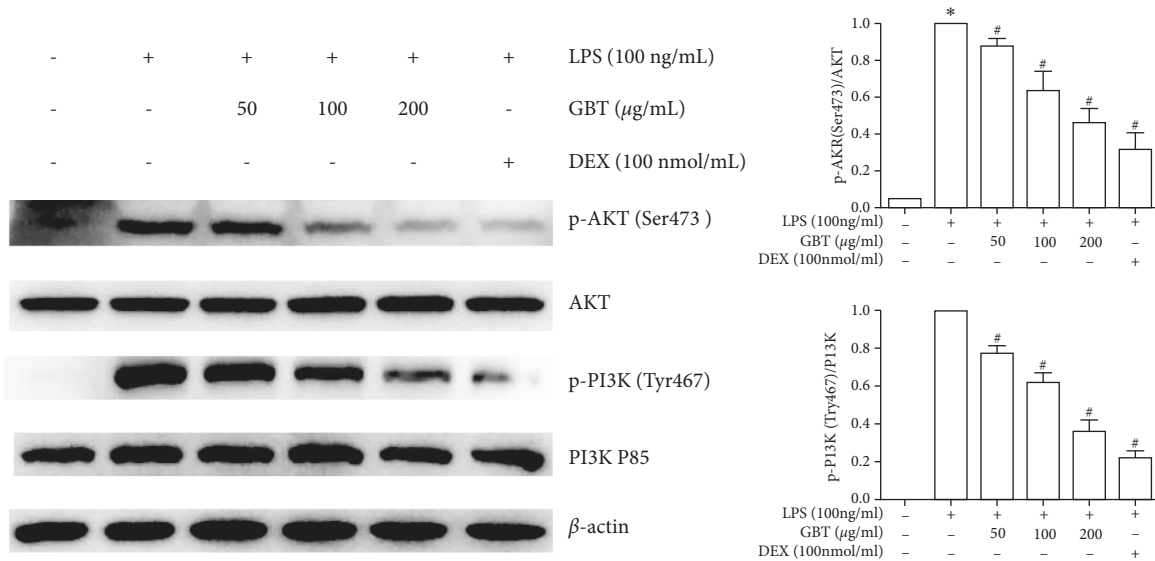 - + + + + + LPS (100 ng/mL)
- - 50 100 200 - GBT (μg/mL)
- - - - - + DEX (100 nmol/mL)
p-AKT (Ser473 )
AKT
p-PI3K (Tyr467)
PI3K P85
β-actin
p-AKR(Ser473)/AKT
1.0
0.8
0.6
0.4
0.2
0.0
* # # # #
LPS (100ng/ml) – + + + + +
GBT (μg/ml) – – 50 100 200 –
DEX (100nmol/ml) – – – – – +
p-P13K (Try467)/P13K
1.0
0.8
0.6
0.4
0.2
0.0
# # # #
LPS (100ng/ml) – + + + + +
GBT (μg/ml) – – 50 100 200 –
DEX (100nmol/ml) – – – – – +